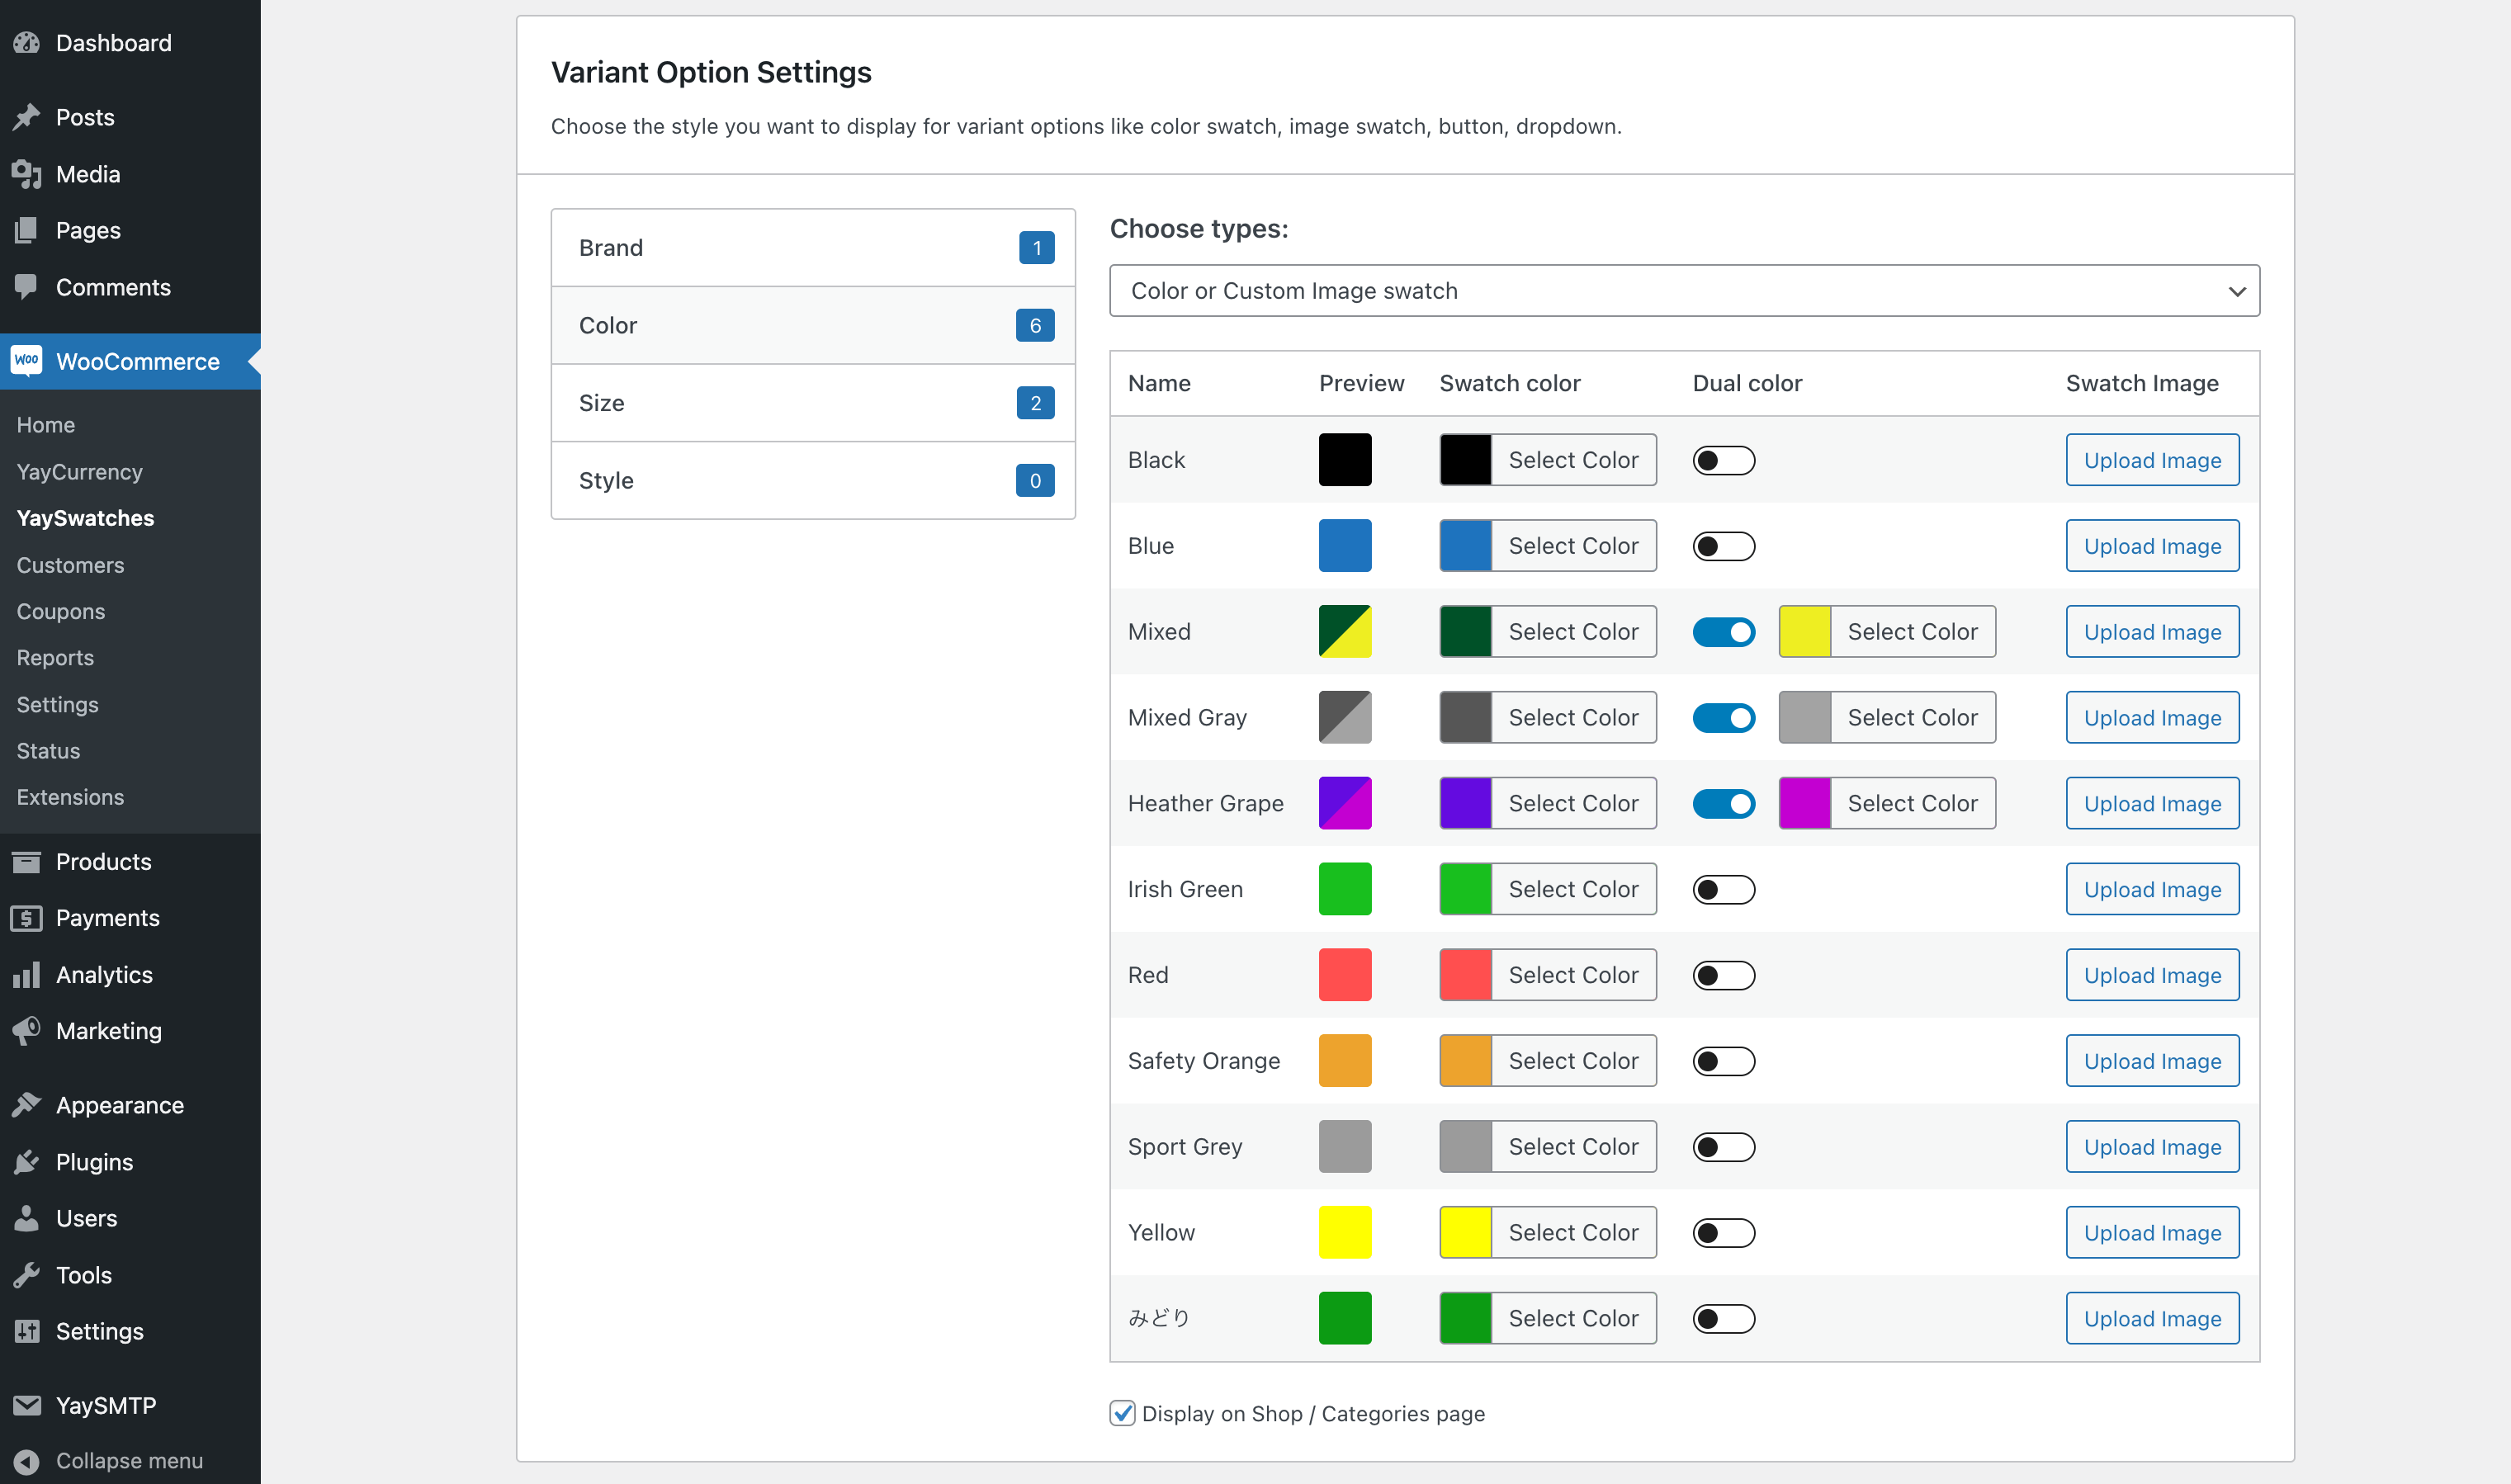 Dashboard
Posts
Media
Pages
Comments
Woo WooCommerce
Home
YayCurrency
YaySwatches
Customers
Coupons
Reports
Settings
Status
Extensions
Products
Payments
Analytics
Marketing
Appearance
Plugins
Users
Tools
Settings
YaySMTP
Collapse menu
Variant Option Settings
Choose the style you want to display for variant options like color swatch, image swatch, button, dropdown.
Brand 1
Color 6
Size 2
Style 0
Choose types:
Color or Custom Image swatch
Name Preview Swatch color Dual color Swatch Image
Black Select Color Upload Image
Blue Select Color Upload Image
Mixed Select Color Select Color Upload Image
Mixed Gray Select Color Select Color Upload Image
Heather Grape Select Color Select Color Upload Image
Irish Green Select Color Upload Image
Red Select Color Upload Image
Safety Orange Select Color Upload Image
Sport Grey Select Color Upload Image
Yellow Select Color Upload Image
みどり Select Color Upload Image
Display on Shop / Categories page